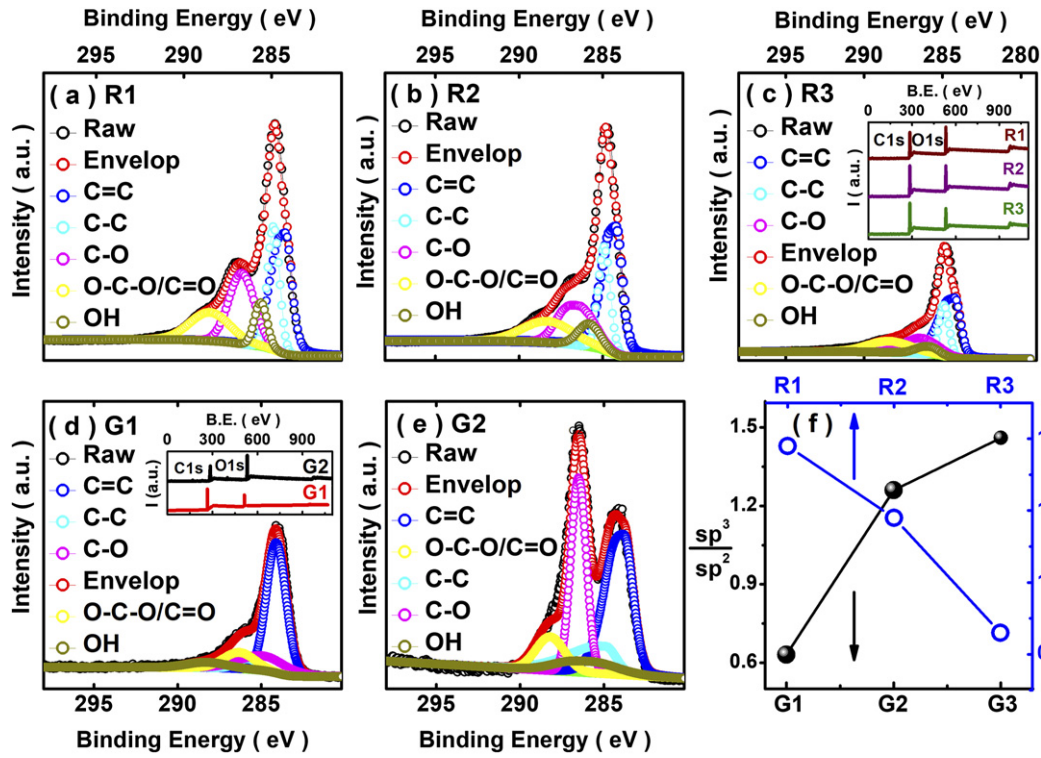 Binding Energy ( eV )
Binding Energy ( eV )
Binding Energy ( eV )
295 290 285
295 290 285
295 290 285 280
Intensity ( a.u. )
( a ) R1
Raw
Envelop
C=C
C-C
C-O
O-C-O/C=O
OH
Intensity ( a.u. )
( b ) R2
Raw
Envelop
C=C
C-C
C-O
O-C-O/C=O
OH
Intensity ( a.u. )
( c ) R3
Raw
C=C
C-C
C-O
Envelop
O-C-O/C=O
OH
B.E. ( eV )
0 300 600 900
I ( a.u. )
C1s O1s
R1
R2
R3
Intensity ( a.u. )
( d ) G1
Raw
C=C
C-C
C-O
Envelop
O-C-O/C=O
OH
B.E. ( eV )
0 300 600 900
I (a.u.)
C1s O1s
G2
G1
295 290 285
Binding Energy ( eV )
Intensity ( a.u. )
( e ) G2
Raw
Envelop
C=C
O-C-O/C=O
C-C
C-O
OH
295 290 285
Binding Energy ( eV )
R1 R2 R3
( f )
sp³
sp²
1.5
1.2
0.9
0.6
G1 G2 G3